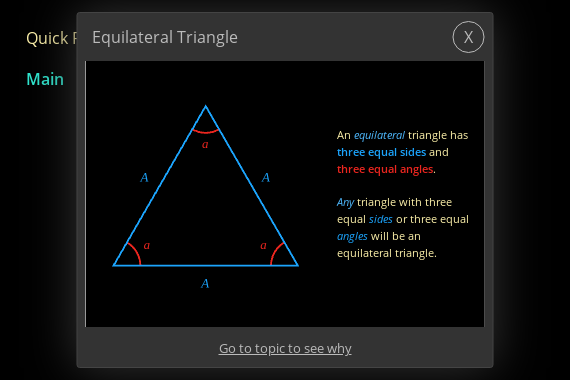 Quick
Main
Equilateral Triangle
X
a
A
A
a
a
A
An equilateral triangle has
three equal sides and
three equal angles.
Any triangle with three
equal sides or three equal
angles will be an
equilateral triangle.
Go to topic to see why